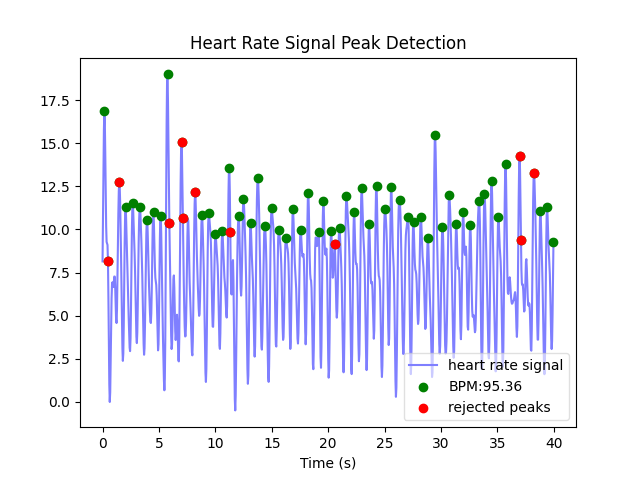 Heart Rate Signal Peak Detection
17.5
15.0
12.5
10.0
7.5
5.0
2.5
0.0
heart rate signal
BPM:95.36
rejected peaks
0 5 10 15 20 25 30 35 40
Time (s)